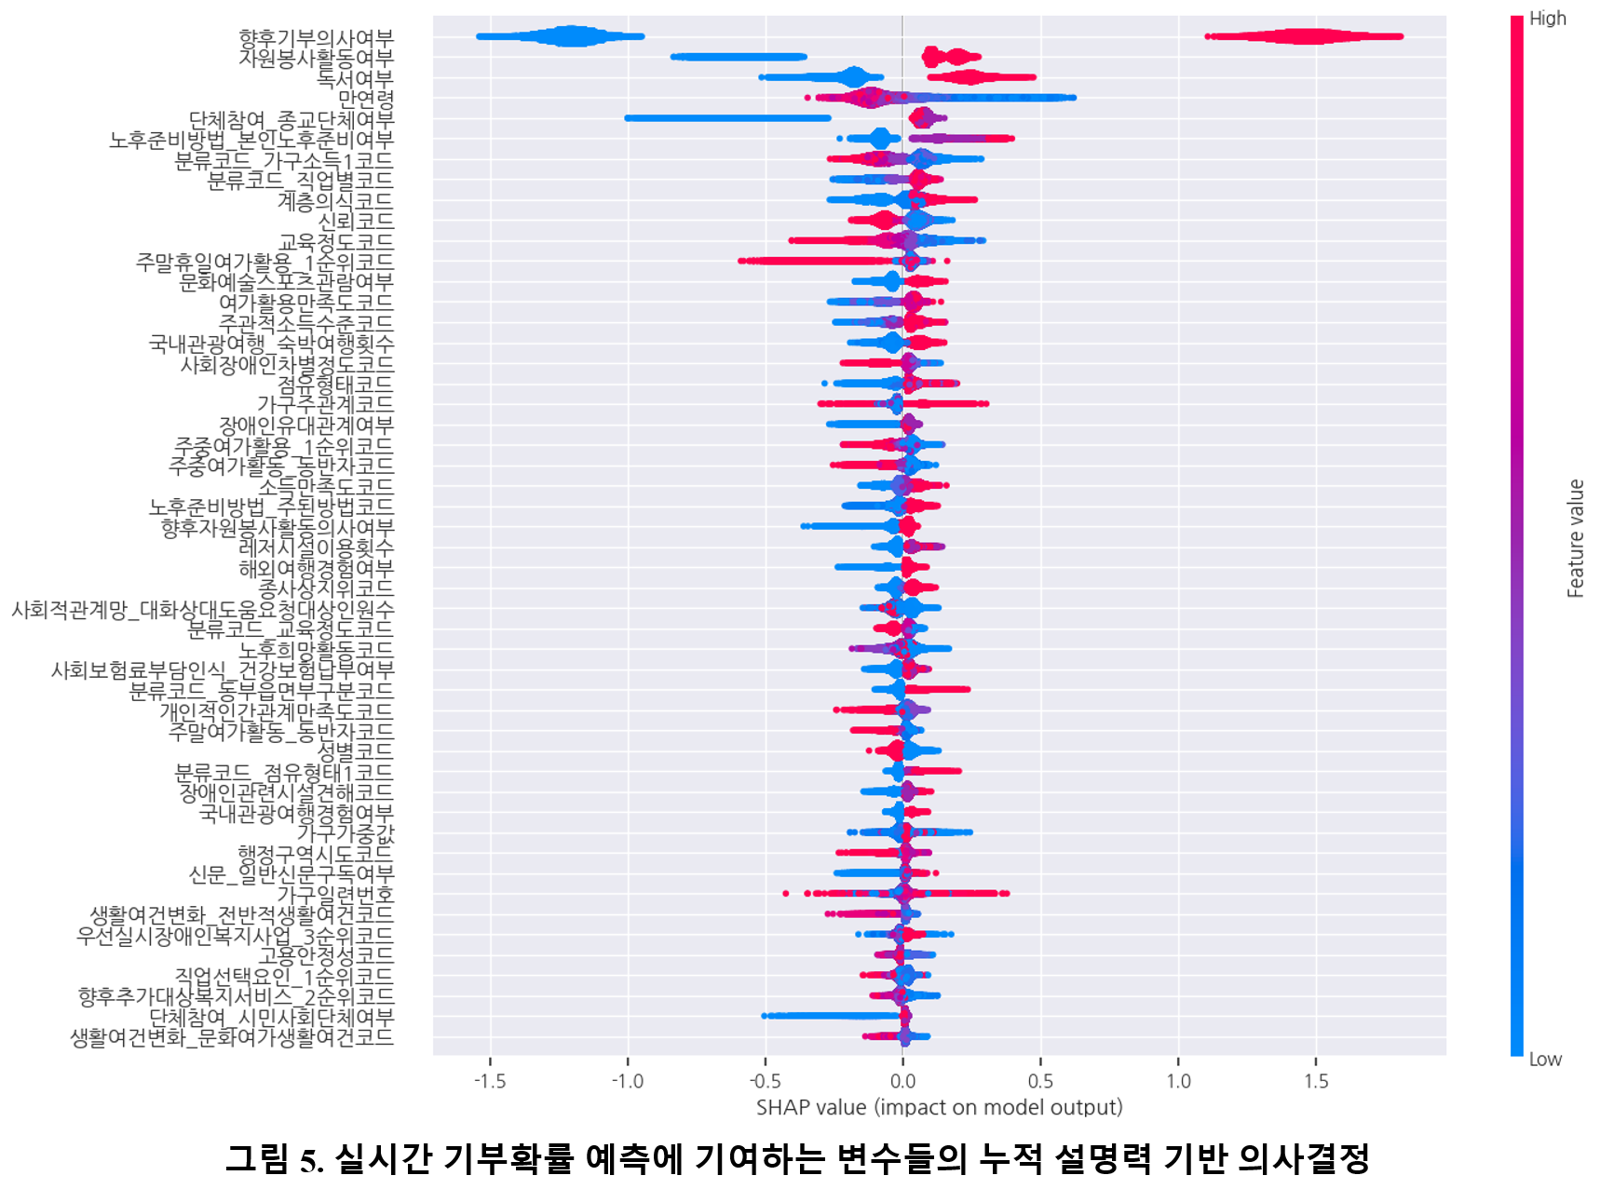 High
향후기부의사여부
자원봉사활동여부
독서여부
만연령
단체참여_종교단체여부
노후준비방법_본인노후준비여부
분류코드_가구소득1코드
분류코드_직업별코드
계층의식코드
신뢰코드
교육정도코드
주말휴일여가활용_1순위코드
문화예술스포츠관람여부
여가활용만족도코드
주관적소득수준코드
국내관광여행_숙박여행횟수
사회장애인차별정도코드
점유형태코드
가구주관계코드
장애인유대관계여부
주중여가활용_1순위코드
주중여가활동_동반자코드
소득만족도코드
노후준비방법_주된방법코드
향후자원봉사활동의사여부
레저시설이용횟수
해외여행경험여부
종사상지위코드
사회적관계망_대화상대도움요청대상인원수
분류코드_교육정도코드
노후희망활동코드
사회보험료부담인식_건강보험납부여부
분류코드_동부읍면부구분코드
개인적인간관계만족도코드
주말여가활동_동반자코드
성별코드
분류코드_점유형태1코드
장애인관련시설견해코드
국내관광여행경험여부
가구가중값
행정구역시도코드
신문_일반신문구독여부
가구일련번호
생활여건변화_전반적생활여건코드
우선실시장애인복지사업_3순위코드
고용안정성코드
직업선택요인_1순위코드
향후추가대상복지서비스_2순위코드
단체참여_시민사회단체여부
생활여건변화_문화여가생활여건코드
Low
Feature value
-1.5 -1.0 -0.5 0.0 0.5 1.0 1.5
SHAP value (impact on model output)
그림 5. 실시간 기부확률 예측에 기여하는 변수들의 누적 설명력 기반 의사결정